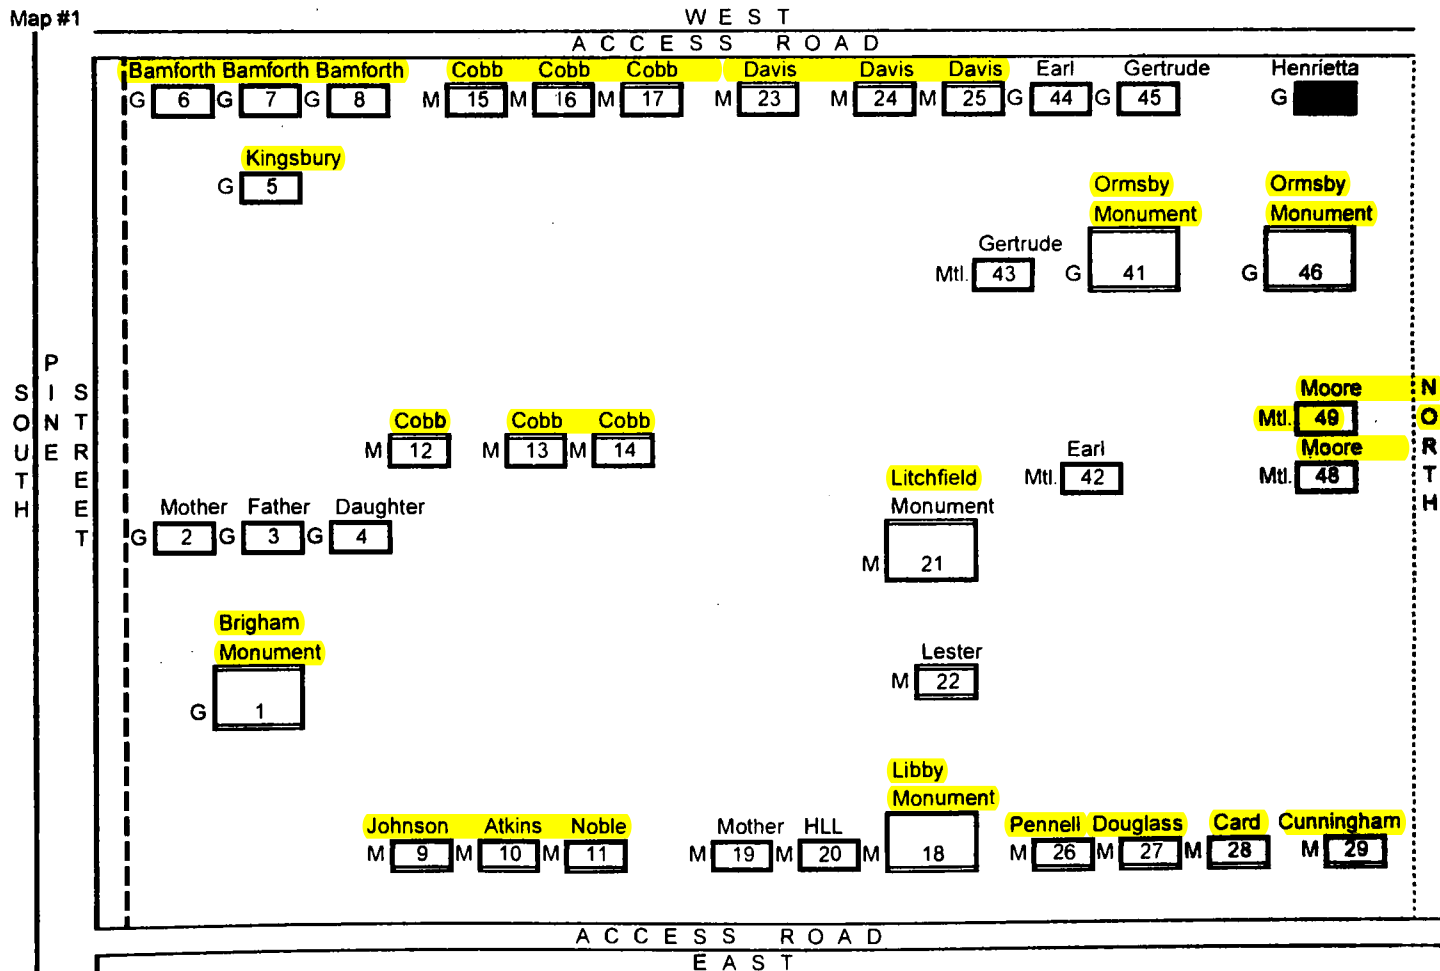 Map #1
WEST
ACCESS ROAD
Bamforth Bamforth Bamforth Cobb Cobb Cobb Davis Davis Davis Earl Gertrude Henrietta
G 6 G 7 G 8 M 15 M 16 M 17 M 23 M 24 M 25 G 44 G 45 G
Kingsbury
G 5
Ormsby Ormsby
Monument Monument
Gertrude
Mtl. 43 G 41 G 46
SOUTH
PINE
STREET
NORTH
Moore
Mtl. 49
Cobb Cobb Cobb
M 12 M 13 M 14
Earl Moore
Mtl. 42 Mtl. 48
Litchfield
Monument
M 21
Mother Father Daughter
G 2 G 3 G 4
Brigham
Monument
G 1
Lester
M 22
Libby
Monument
Johnson Atkins Noble Mother HLL Pennell Douglass Card Cunningham
M 9 M 10 M 11 M 19 M 20 M 18 M 26 M 27 M 28 M 29
ACCESS ROAD
EAST